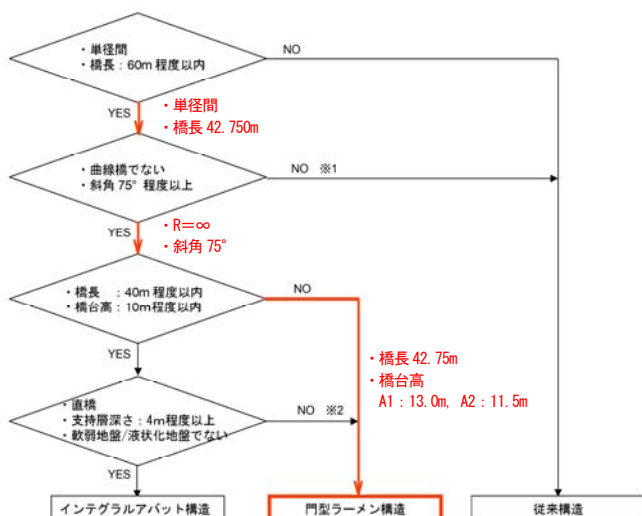 ・単径間
・橋長：60m 程度以内
NO
YES
・単径間
・橋長 42.750m
・曲線橋でない
・斜角 75° 程度以上
NO ※1
YES
・R＝∞
・斜角 75°
・橋長　：40m 程度以内
・橋台高：10m 程度以内
NO
YES
・橋長 42.75m
・橋台高
A1：13.0m, A2：11.5m
・直橋
・支持層深さ：4m程度以上
・軟弱地盤/液状化地盤でない
NO ※2
YES
インテグラルアバット構造
門型ラーメン構造
従来構造